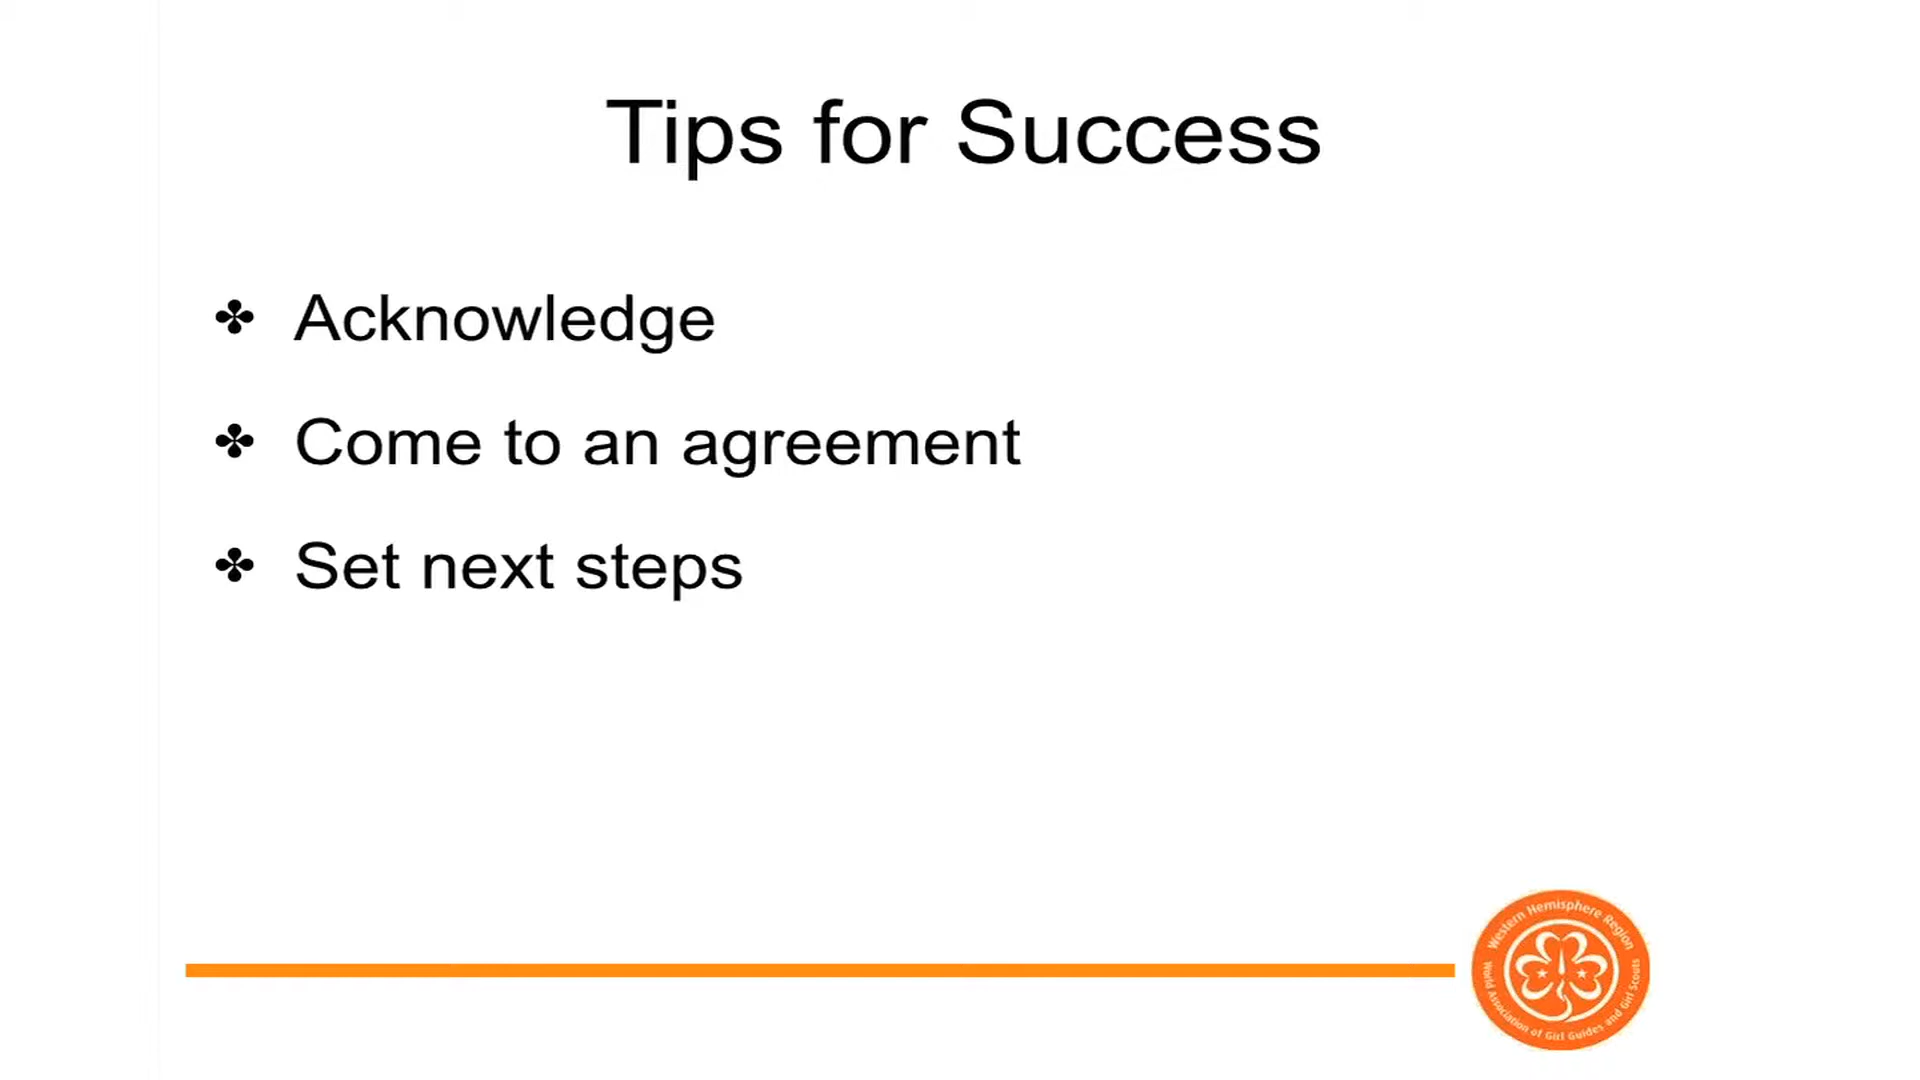 Tips for Success
Acknowledge
Come to an agreement
Set next steps
Western Hemisphere Region
World Association of Girl Guides and Girl Scouts